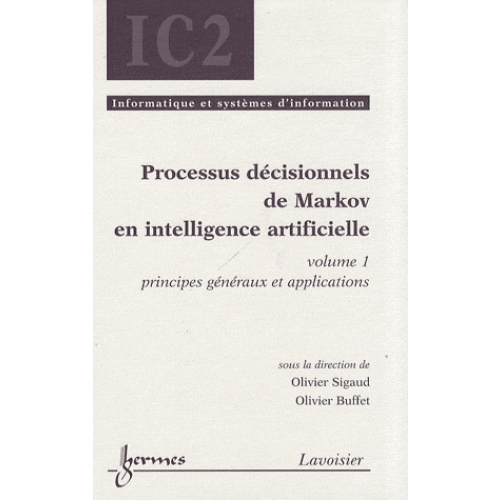 IC2
Informatique et systèmes d'information
Processus décisionnels
de Markov
en intelligence artificielle
volume 1
principes généraux et applications
sous la direction de
Olivier Sigaud
Olivier Buffet
hermes
Lavoisier